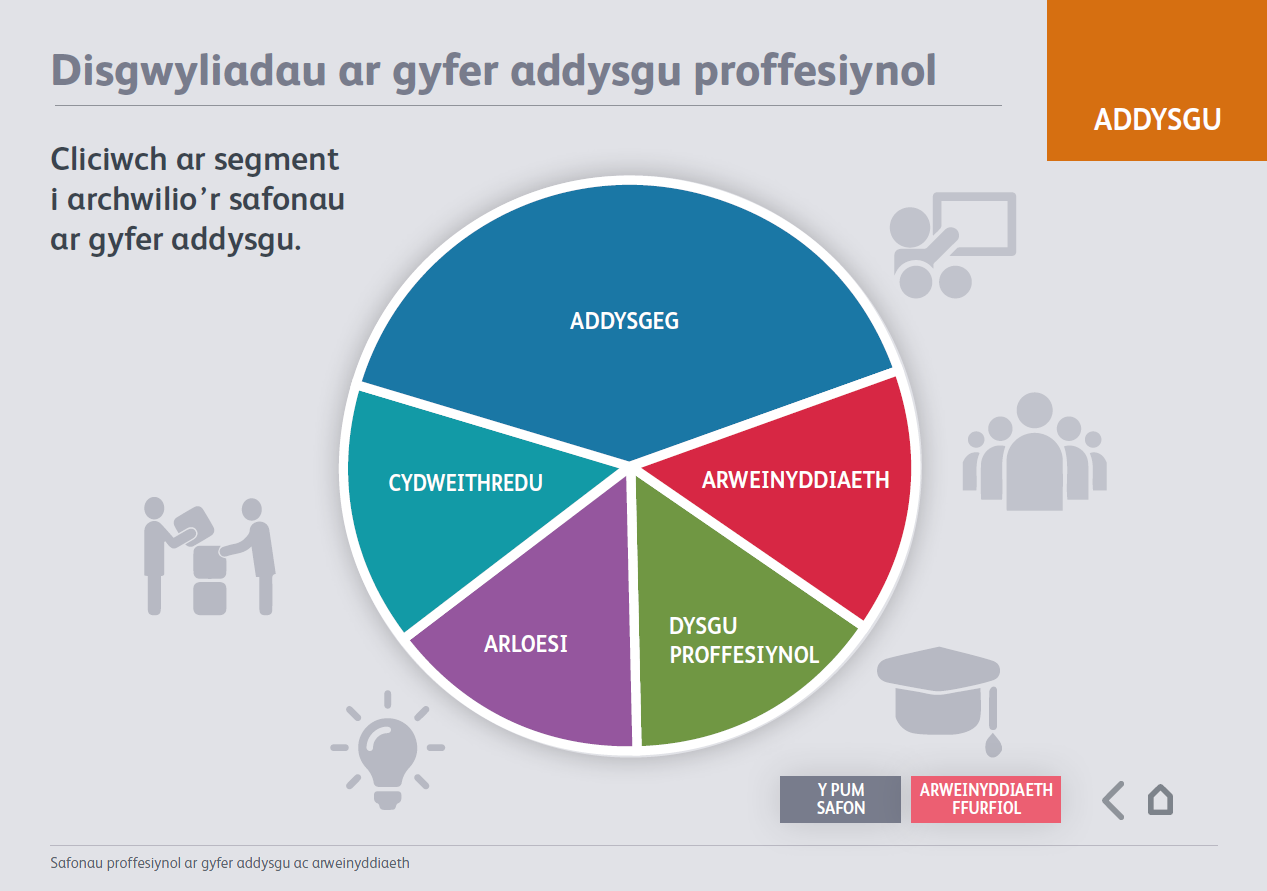 Disgwyliadau ar gyfer addysgu proffesiynol
ADDYSGU
Cliciwch ar segment
i archwilio'r safonau
ar gyfer addysgu.
ADDYSGEG
CYDWEITHREDU
ARWEINYDDIAETH
ARLOESI
DYSGU
PROFFESIYNOL
Y PUM
SAFON
ARWEINYDDIAETH
FFURFIOL
Safonau proffesiynol ar gyfer addysgu ac arweinyddiaeth